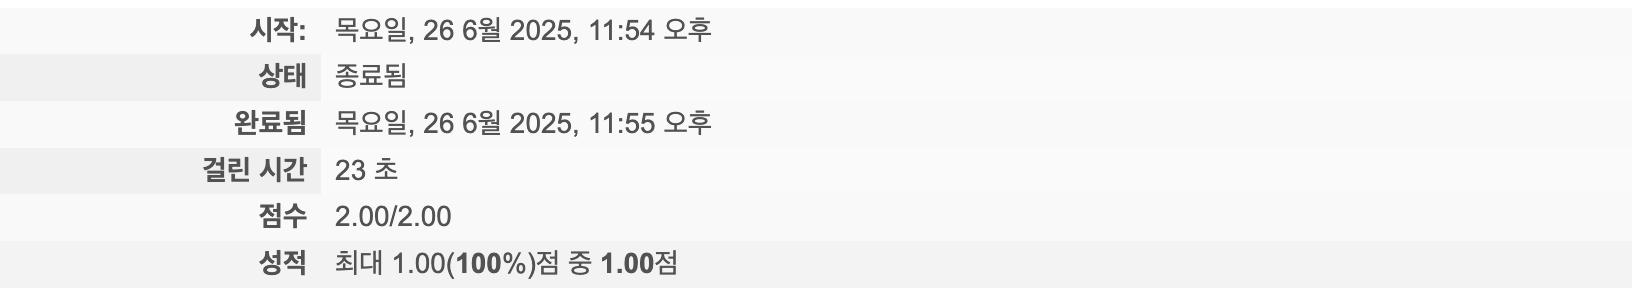 시작: 목요일, 26 6월 2025, 11:54 오후
상태 종료됨
완료됨 목요일, 26 6월 2025, 11:55 오후
걸린 시간 23 초
점수 2.00/2.00
성적 최대 1.00(100%)점 중 1.00점